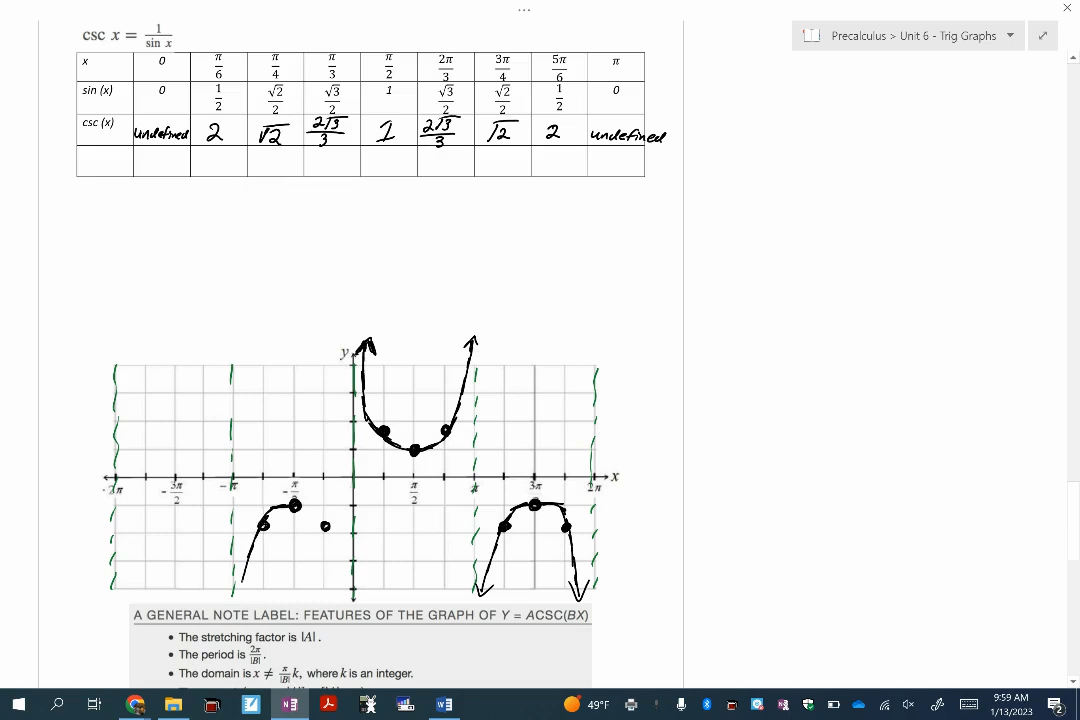 csc x = 1/sin x
Precalculus > Unit 6 - Trig Graphs
x 0 π/6 π/4 π/3 π/2 2π/3 3π/4 5π/6 π
sin (x) 0 1/2 √2/2 √3/2 1 √3/2 √2/2 1/2 0
csc (x) undefined 2 √2 2√3/3 1 2√3/3 √2 2 undefined
y
x
-2π -3π/2 -π -π/2 π/2 π 3π 2π
A GENERAL NOTE LABEL: FEATURES OF THE GRAPH OF Y = ACSC(BX)
• The stretching factor is |A|.
• The period is 2π/|B|.
• The domain is x ≠ π/|B| k, where k is an integer.
49°F
9:59 AM
1/13/2023
2